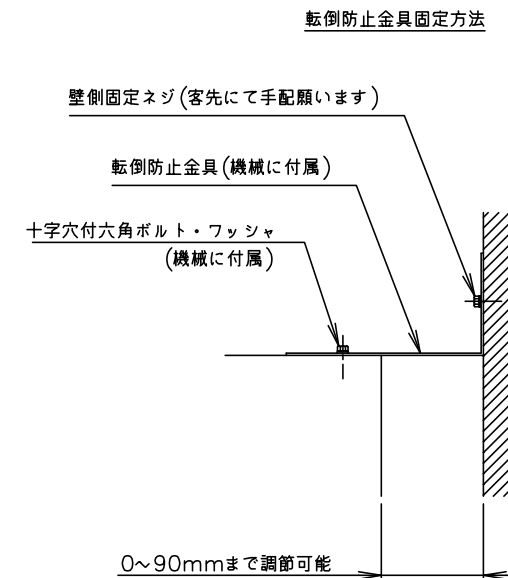 転倒防止金具固定方法
壁側固定ネジ(客先にて手配願います)
転倒防止金具(機械に付属)
十字穴付六角ボルト・ワッシャ
(機械に付属)
0~90mmまで調節可能